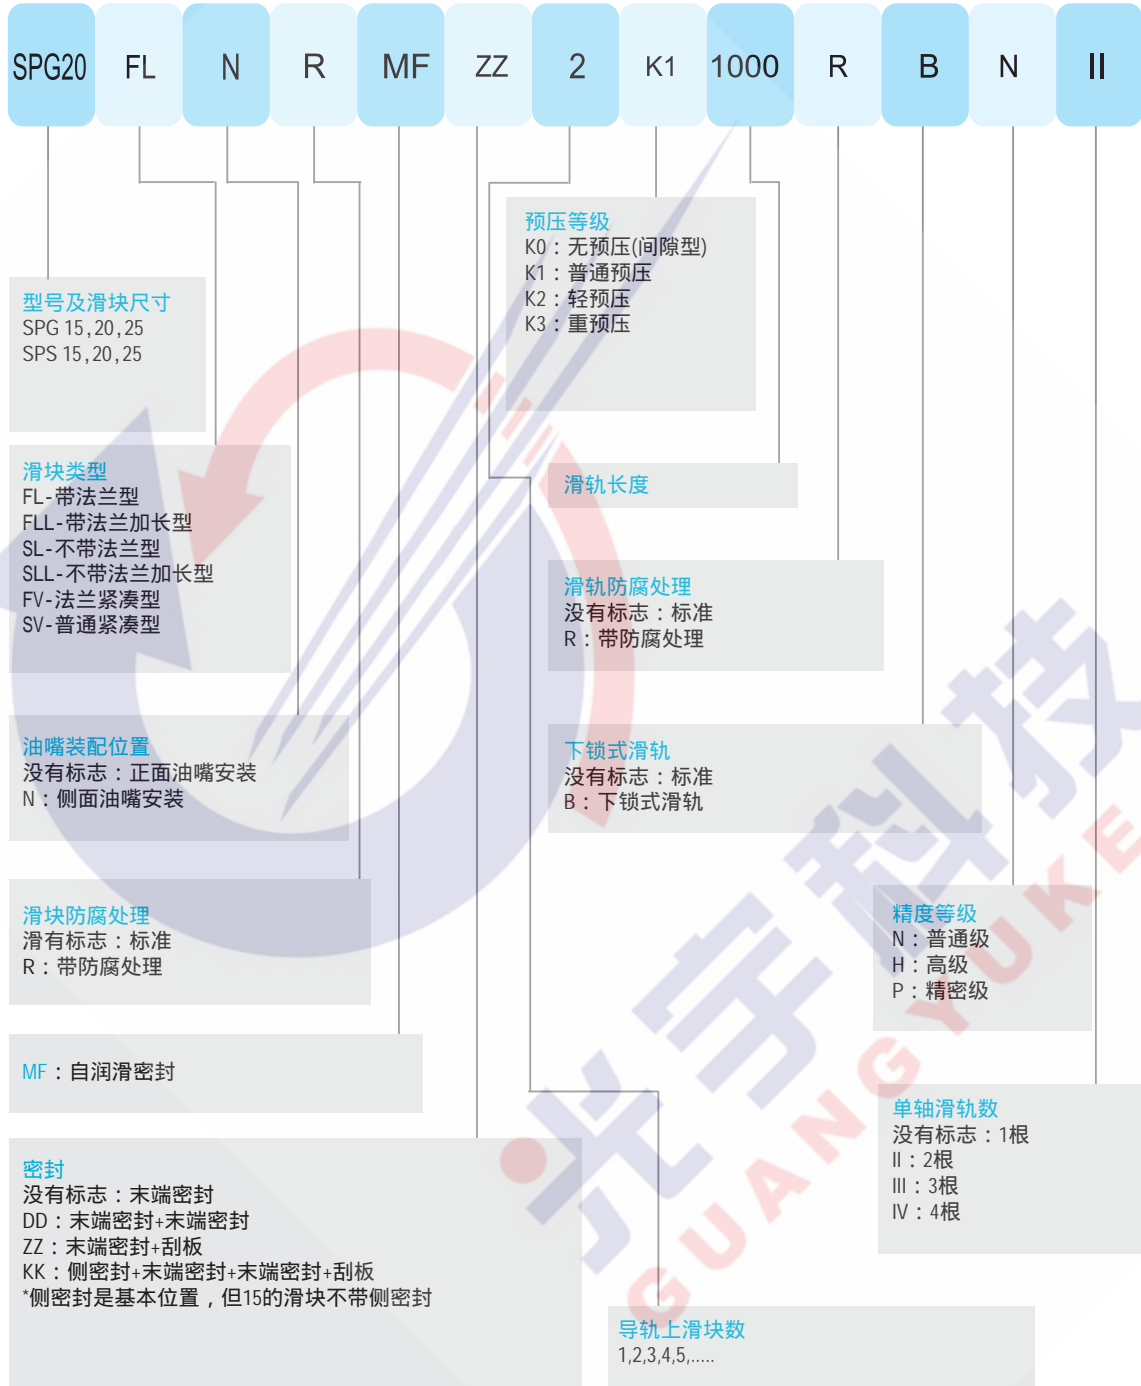 SPG20 FL N R MF ZZ 2 K1 1000 R B N II
预压等级
K0：无预压(间隙型)
K1：普通预压
K2：轻预压
K3：重预压
型号及滑块尺寸
SPG 15,20,25
SPS 15,20,25
滑块类型
FL-带法兰型
FLL-带法兰加长型
SL-不带法兰型
SLL-不带法兰加长型
FV-法兰紧凑型
SV-普通紧凑型
滑轨长度
滑轨防腐处理
没有标志：标准
R：带防腐处理
油嘴装配位置
没有标志：正面油嘴安装
N：侧面油嘴安装
下锁式滑轨
没有标志：标准
B：下锁式滑轨
滑块防腐处理
滑有标志：标准
R：带防腐处理
精度等级
N：普通级
H：高级
P：精密级
MF：自润滑密封
单轴滑轨数
没有标志：1根
II：2根
III：3根
IV：4根
密封
没有标志：末端密封
DD：末端密封+末端密封
ZZ：末端密封+刮板
KK：侧密封+末端密封+末端密封+刮板
*侧密封是基本位置，但15的滑块不带侧密封
导轨上滑块数
1,2,3,4,5,.....
光宇科技
GUANGYUKE